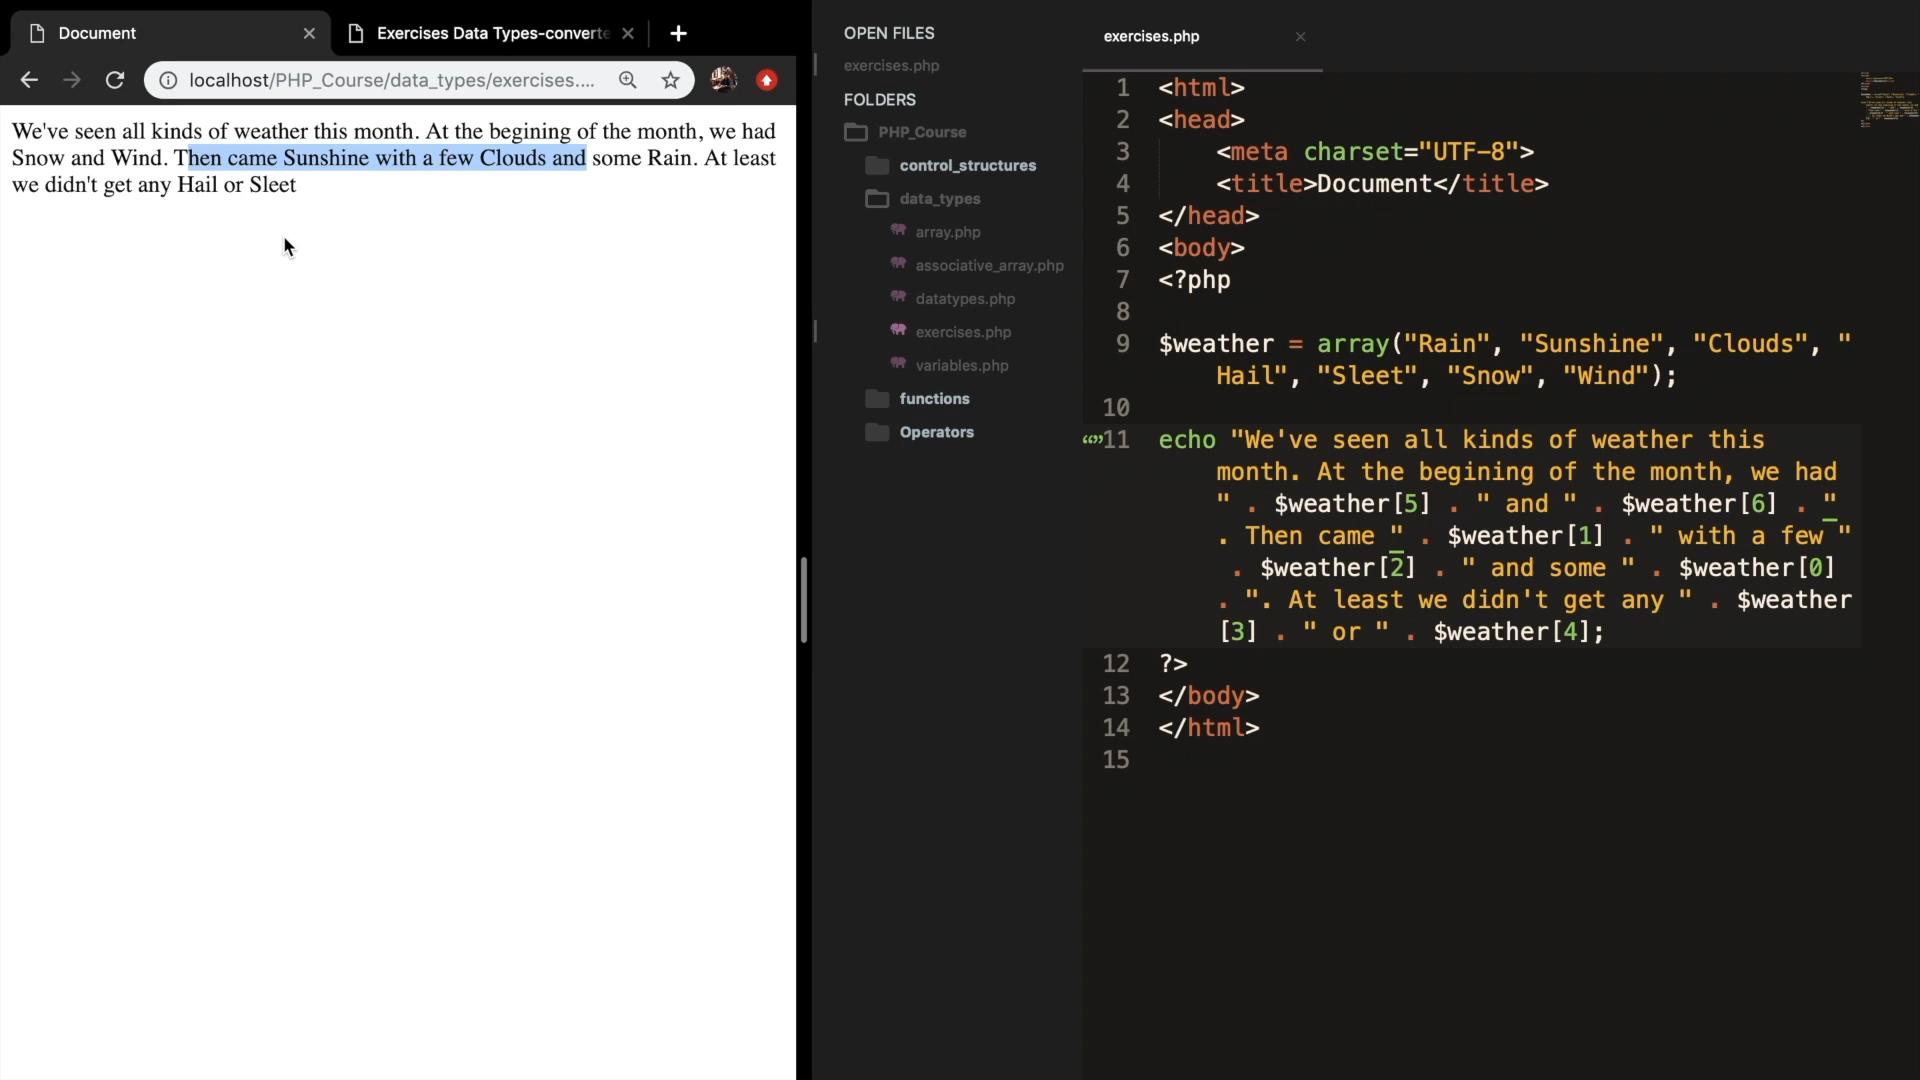 Document
Exercises Data Types-converte
localhost/PHP_Course/data_types/exercises....
We've seen all kinds of weather this month. At the begining of the month, we had
Snow and Wind. Then came Sunshine with a few Clouds and some Rain. At least
we didn't get any Hail or Sleet
OPEN FILES
exercises.php
FOLDERS
PHP_Course
control_structures
data_types
array.php
associative_array.php
datatypes.php
exercises.php
variables.php
functions
Operators
exercises.php
1 <html>
2 <head>
3 <meta charset="UTF-8">
4 <title>Document</title>
5 </head>
6 <body>
7 <?php
8
9 $weather = array("Rain", "Sunshine", "Clouds", "
Hail", "Sleet", "Snow", "Wind");
10
11 echo "We've seen all kinds of weather this
month. At the begining of the month, we had
" . $weather[5] . " and " . $weather[6] . "
. Then came " . $weather[1] . " with a few "
. $weather[2] . " and some " . $weather[0]
. ". At least we didn't get any " . $weather
[3] . " or " . $weather[4];
12 ?>
13 </body>
14 </html>
15